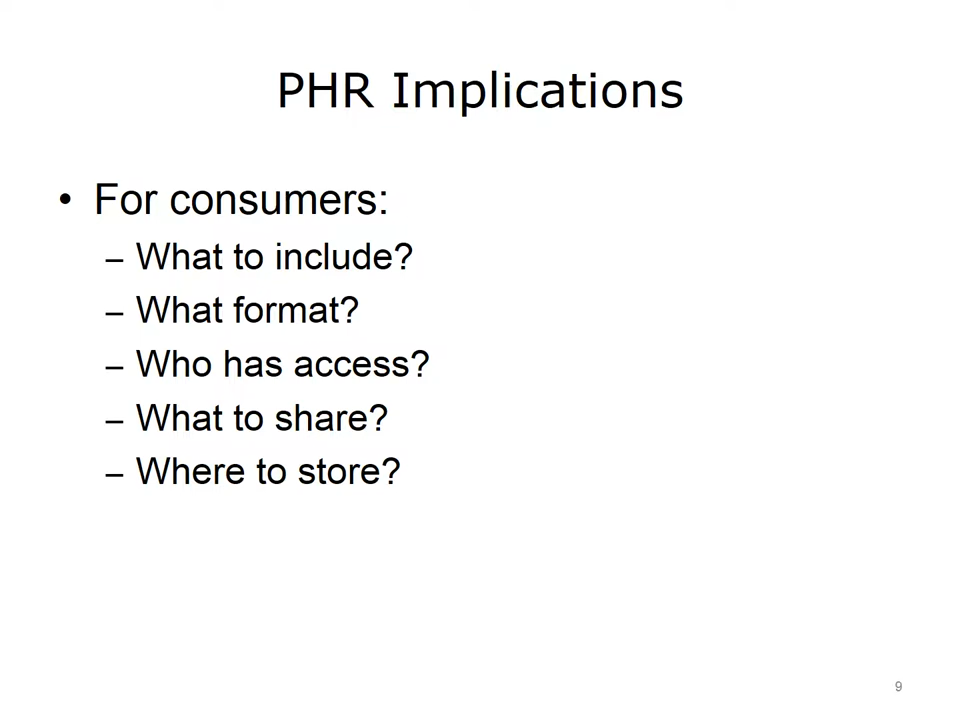 PHR Implications
• For consumers:
– What to include?
– What format?
– Who has access?
– What to share?
– Where to store?
9